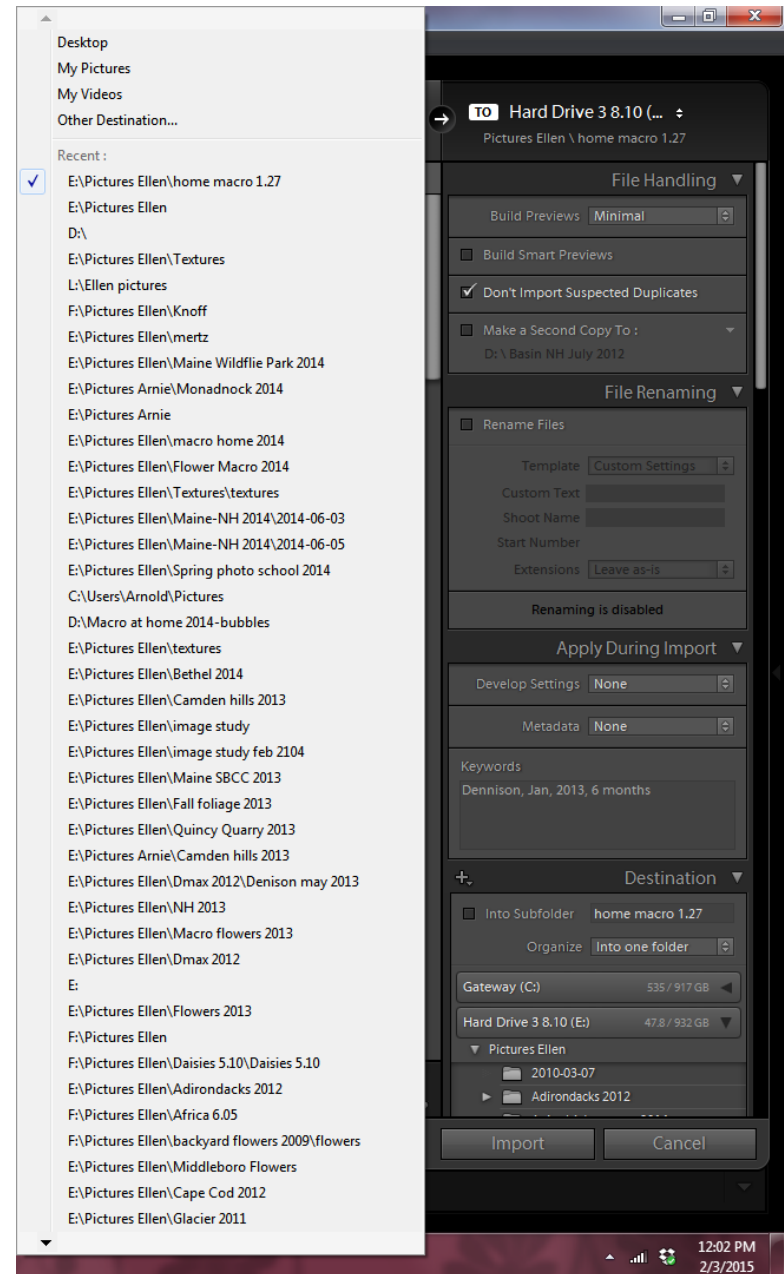 Desktop
My Pictures
My Videos
Other Destination...
Recent :
E:\Pictures Ellen\home macro 1.27
E:\Pictures Ellen
D:\
E:\Pictures Ellen\Textures
L:\Ellen pictures
F:\Pictures Ellen\Knoff
E:\Pictures Ellen\mertz
E:\Pictures Ellen\Maine Wildflie Park 2014
E:\Pictures Arnie\Monadnock 2014
E:\Pictures Arnie
E:\Pictures Ellen\macro home 2014
E:\Pictures Ellen\Flower Macro 2014
E:\Pictures Ellen\Textures\textures
E:\Pictures Ellen\Maine-NH 2014\2014-06-03
E:\Pictures Ellen\Maine-NH 2014\2014-06-05
E:\Pictures Ellen\Spring photo school 2014
C:\Users\Arnold\Pictures
D:\Macro at home 2014-bubbles
E:\Pictures Ellen\textures
E:\Pictures Ellen\Bethel 2014
E:\Pictures Ellen\Camden hills 2013
E:\Pictures Ellen\image study
E:\Pictures Ellen\image study feb 2104
E:\Pictures Ellen\Maine SBCC 2013
E:\Pictures Ellen\Fall foliage 2013
E:\Pictures Ellen\Quincy Quarry 2013
E:\Pictures Arnie\Camden hills 2013
E:\Pictures Ellen\Dmax 2012\Denison may 2013
E:\Pictures Ellen\NH 2013
E:\Pictures Ellen\Macro flowers 2013
E:\Pictures Ellen\Dmax 2012
E:
E:\Pictures Ellen\Flowers 2013
F:\Pictures Ellen
F:\Pictures Ellen\Daisies 5.10\Daisies 5.10
E:\Pictures Ellen\Adirondacks 2012
F:\Pictures Ellen\Africa 6.05
F:\Pictures Ellen\backyard flowers 2009\flowers
E:\Pictures Ellen\Middleboro Flowers
E:\Pictures Ellen\Cape Cod 2012
E:\Pictures Ellen\Glacier 2011
TO Hard Drive 3 8.10 (...
Pictures Ellen \ home macro 1.27
File Handling
Build Previews Minimal
Build Smart Previews
Don't Import Suspected Duplicates
Make a Second Copy To :
D: \ Basin NH July 2012
File Renaming
Rename Files
Template Custom Settings
Custom Text
Shoot Name
Start Number
Extensions Leave as-is
Renaming is disabled
Apply During Import
Develop Settings None
Metadata None
Keywords
Dennison, Jan, 2013, 6 months
Destination
Into Subfolder home macro 1.27
Organize Into one folder
Gateway (C:) 535 / 917 GB
Hard Drive 3 8.10 (E:) 47.8 / 932 GB
Pictures Ellen
2010-03-07
Adirondacks 2012
Import Cancel
12:02 PM
2/3/2015